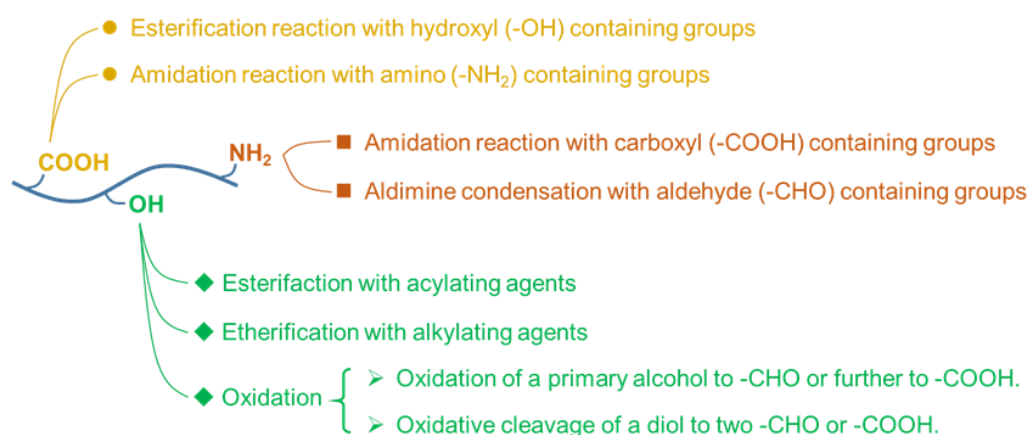 Esterification reaction with hydroxyl (-OH) containing groups
Amidation reaction with amino (-NH₂) containing groups
COOH
NH₂
Amidation reaction with carboxyl (-COOH) containing groups
Aldimine condensation with aldehyde (-CHO) containing groups
OH
Esterifaction with acylating agents
Etherification with alkylating agents
Oxidation
Oxidation of a primary alcohol to -CHO or further to -COOH.
Oxidative cleavage of a diol to two -CHO or -COOH.